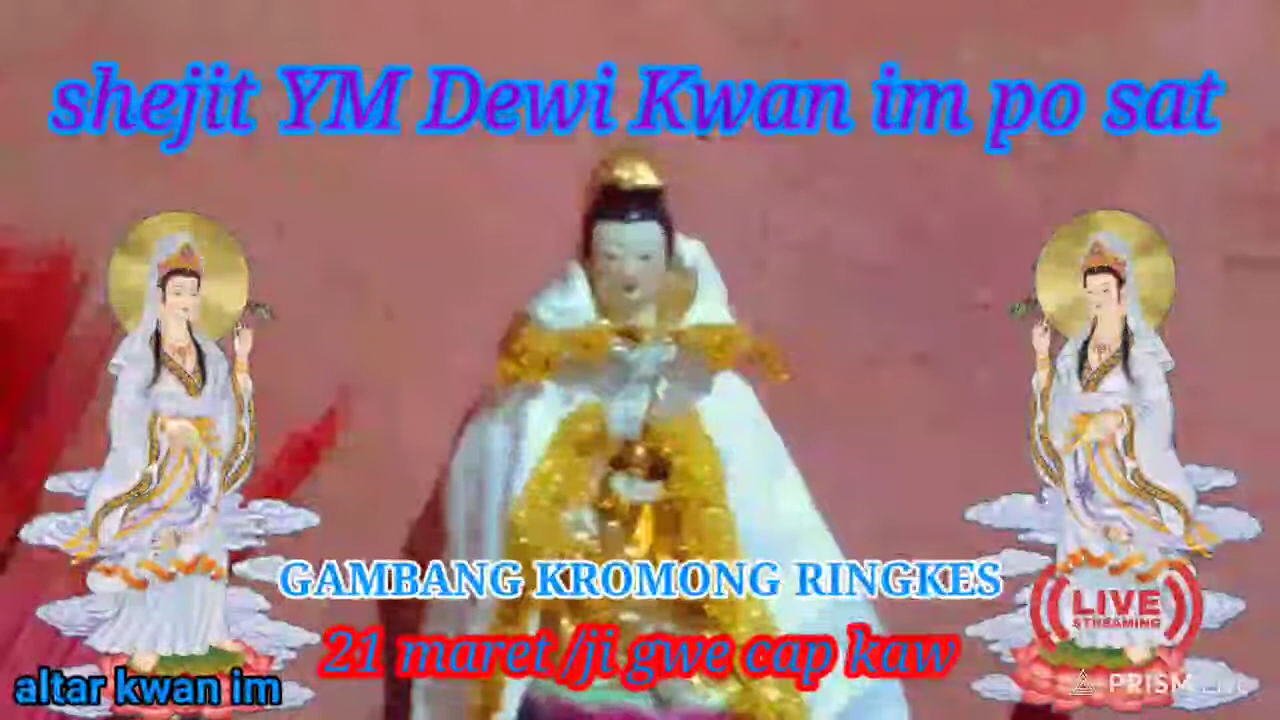 shejit YM Dewi Kwan im po sat
GAMBANG KROMONG RINGKES
LIVE
STREAMING
21 maret /ji gwe cap kaw
altar kwan im
PRISM Live